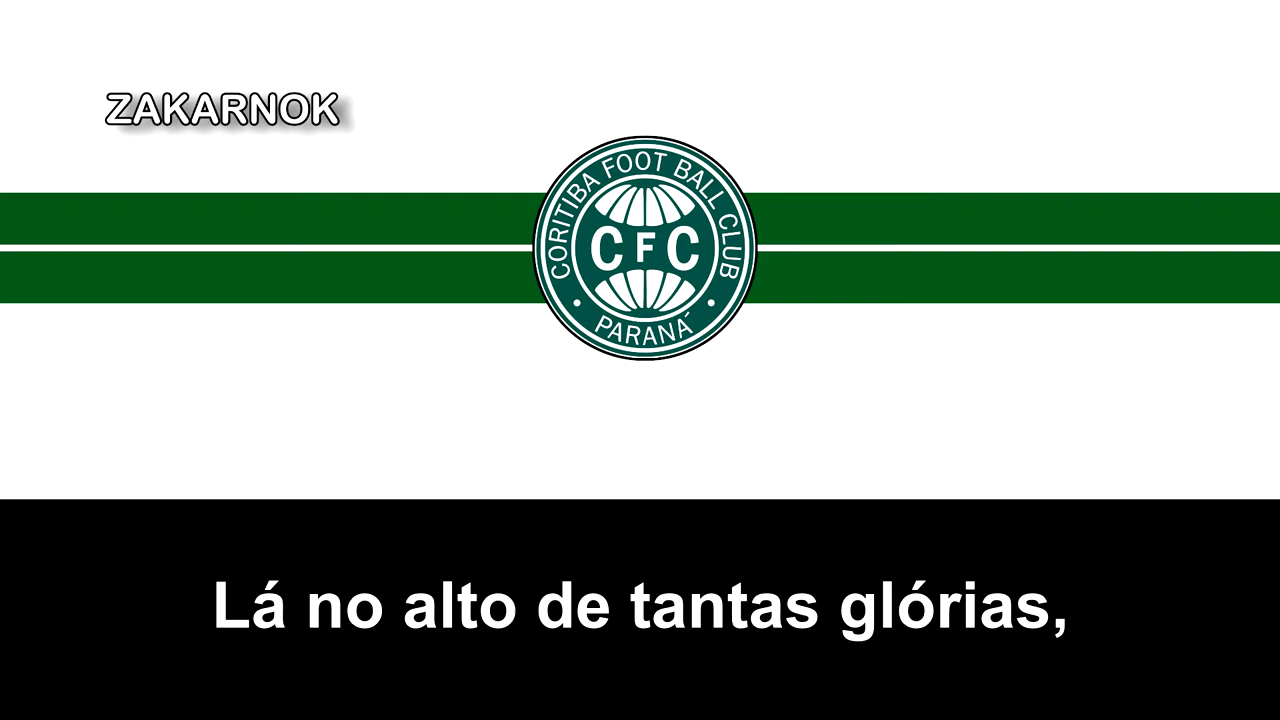 ZAKARNOK
CORITIBA FOOT BALL CLUB
CFC
PARANÁ
Lá no alto de tantas glórias,